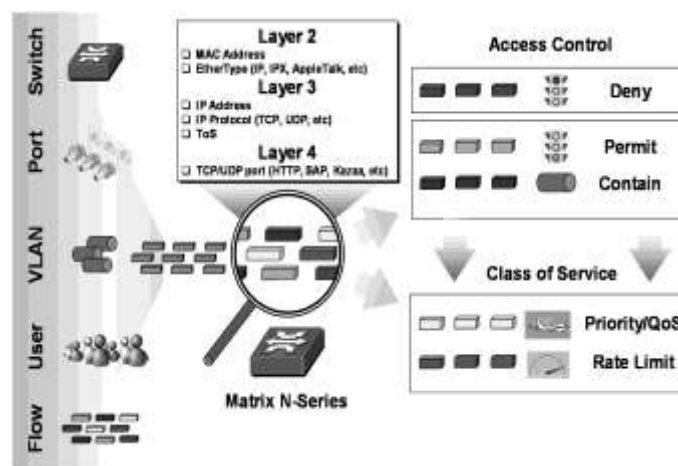 Switch
Port
VLAN
User
Flow
Layer 2
MAC Address
EtherType (IP, IPX, AppleTalk, etc)
Layer 3
IP Address
IP Protocol (TCP, UDP, etc)
ToS
Layer 4
TCP/UDP port (HTTP, SAP, Kazaa, etc)
Matrix N-Series
Access Control
Deny
Permit
Contain
Class of Service
Priority/QoS
Rate Limit